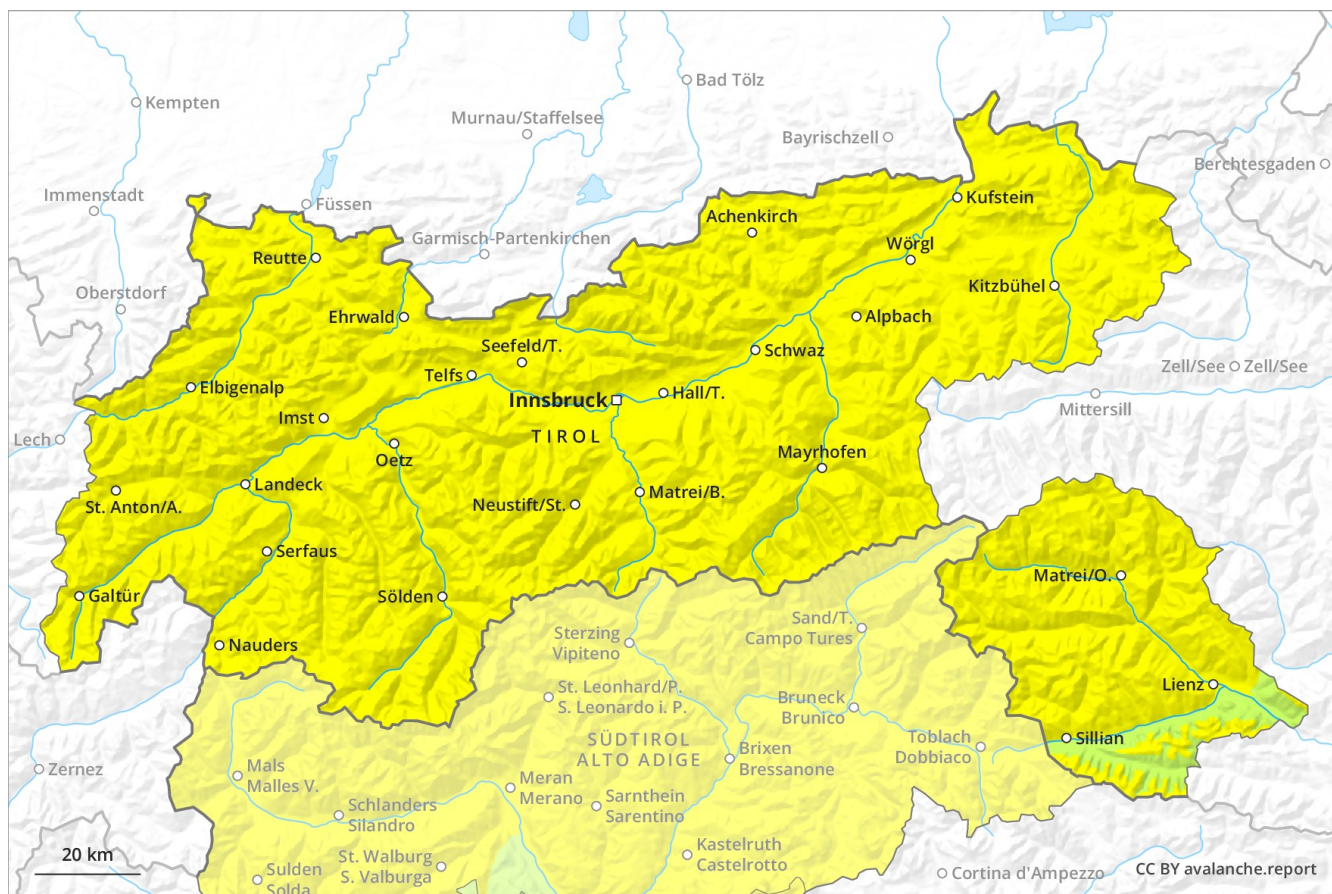 Kempten
Bad Tölz
Murnau/Staffelsee
Bayrischzell
Berchtesgaden
Immenstadt
Füssen
Kufstein
Achenkirch
Garmisch-Partenkirchen
Wörgl
Reutte
Oberstdorf
Kitzbühel
Ehrwald
Alpbach
Seefeld/T.
Schwaz
Zell/See
Zell/See
Telfs
Elbigenalp
Hall/T.
Innsbruck
Mittersill
Imst
Lech
TIROL
Oetz
Mayrhofen
Landeck
Matrei/B.
St. Anton/A.
Neustift/St.
Serfaus
Matrei/O.
Galtür
Sölden
Sand/T.
Campo Tures
Sterzing
Vipiteno
Nauders
Lienz
St. Leonhard/P.
S. Leonardo i. P.
Bruneck
Brunico
SÜDTIROL
ALTO ADIGE
Toblach
Dobbiaco
Sillian
Brixen
Bressanone
Zernez
Mals
Malles V.
Meran
Merano
Sarnthein
Sarentino
Schlanders
Silandro
20 km
Kastelruth
Castelrotto
St. Walburg
S. Valburga
Sulden
Solda
Cortina d'Ampezzo
CC BY avalanche.report